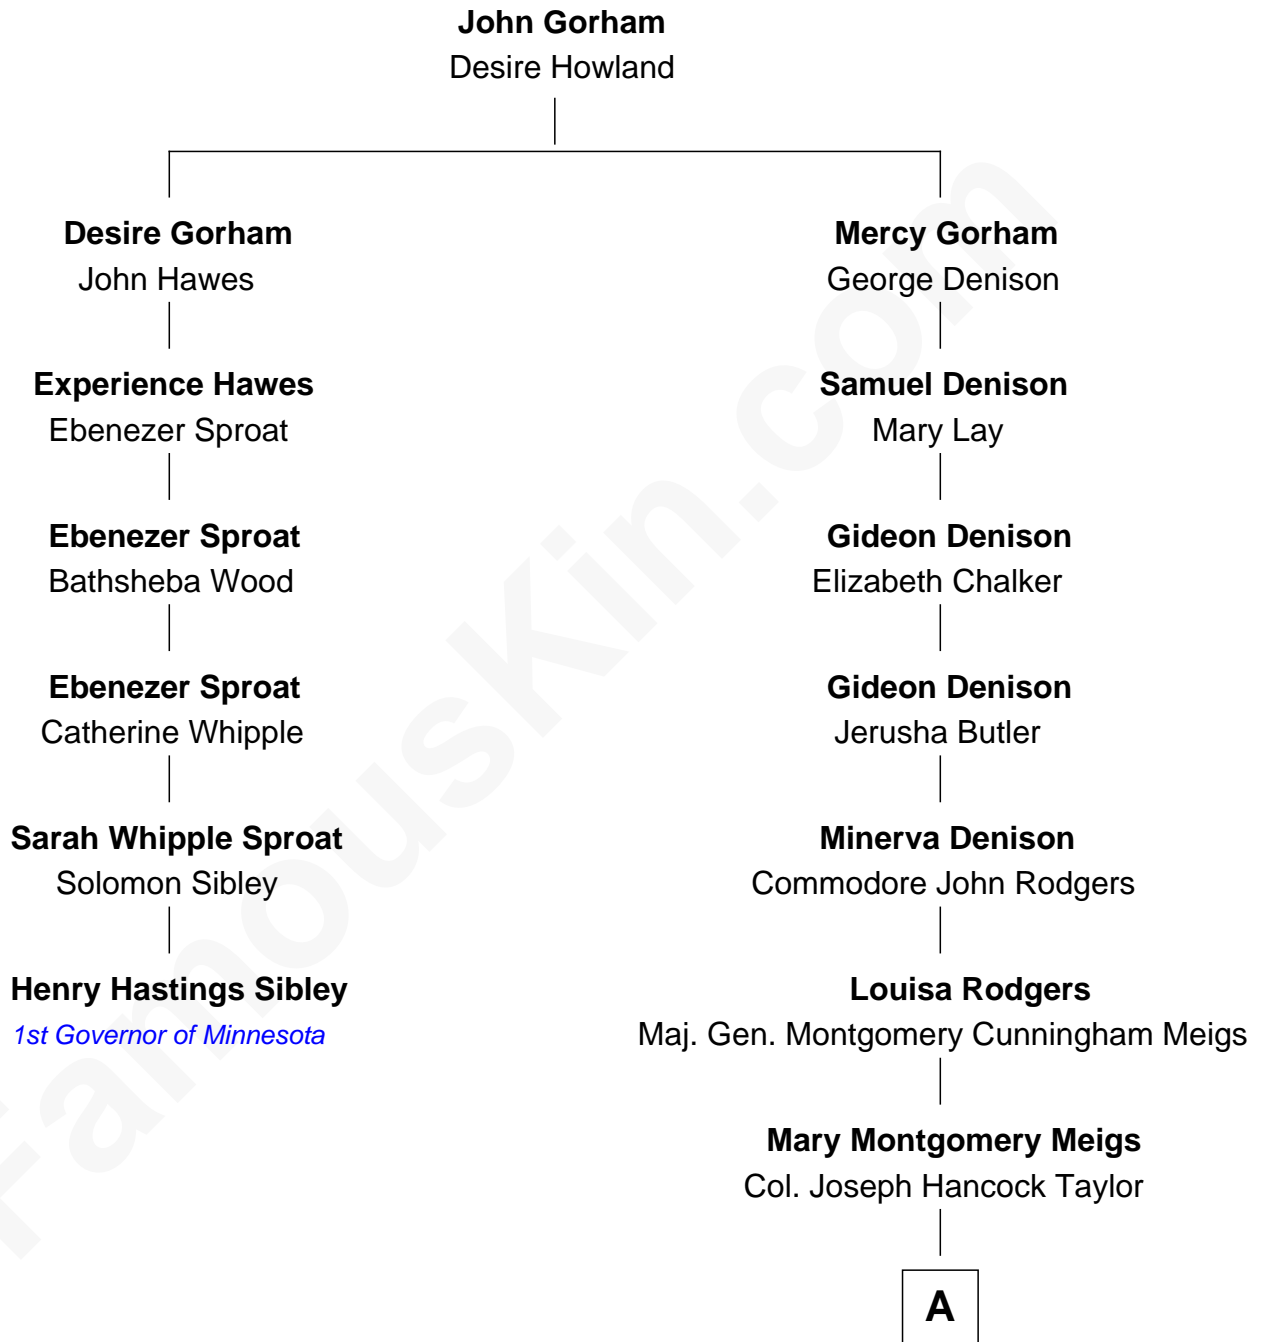 John Gorham
Desire Howland
Desire Gorham
John Hawes
Mercy Gorham
George Denison
Experience Hawes
Ebenezer Sproat
Samuel Denison
Mary Lay
Ebenezer Sproat
Bathsheba Wood
Gideon Denison
Elizabeth Chalker
Ebenezer Sproat
Catherine Whipple
Gideon Denison
Jerusha Butler
Sarah Whipple Sproat
Solomon Sibley
Minerva Denison
Commodore John Rodgers
Henry Hastings Sibley
1st Governor of Minnesota
Louisa Rodgers
Maj. Gen. Montgomery Cunningham Meigs
Mary Montgomery Meigs
Col. Joseph Hancock Taylor
A
FamousKin.com